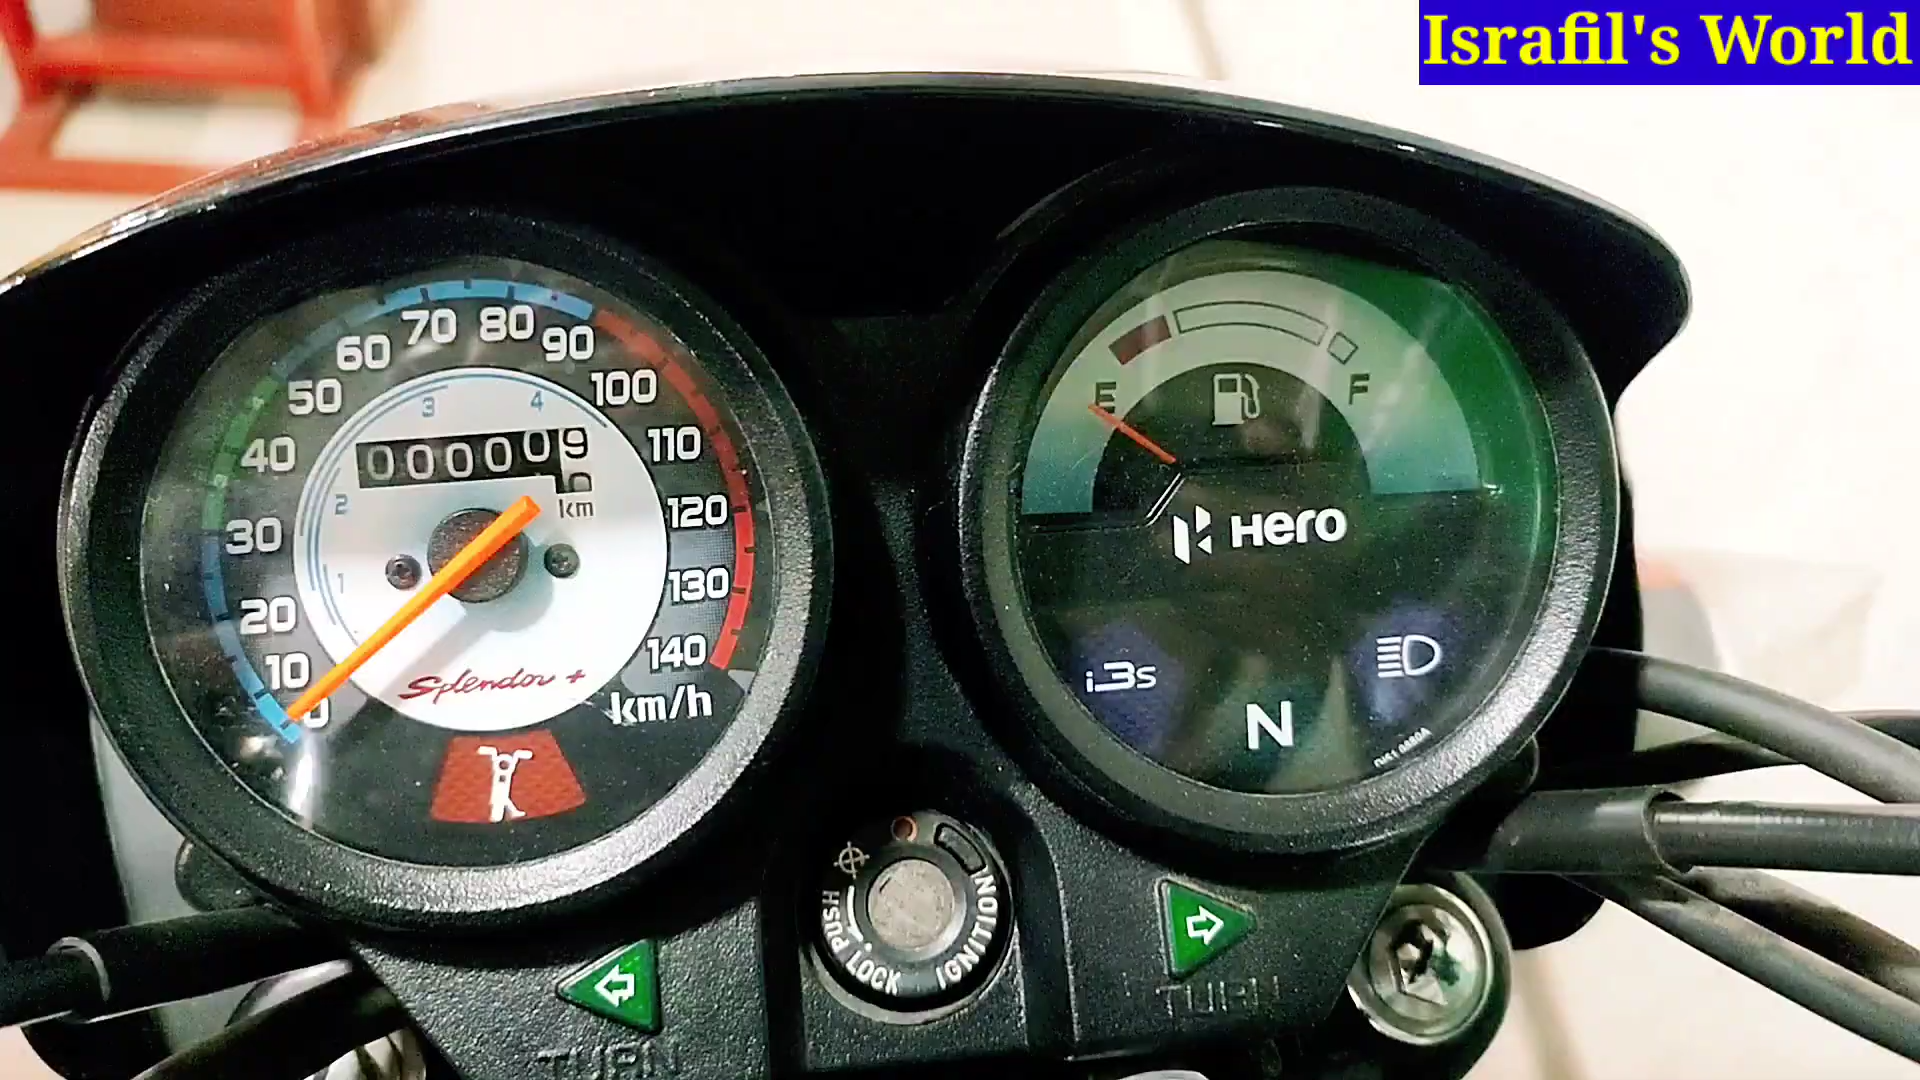 Israfil's World
60 70 80 90
50 100
3 4
40 000009 110
2 km
30 120
1
20 130
10 140
0 km/h
Splendor +
E F
Hero
i3s
N
PUSH LOCK IGNITION
TURN
TURN